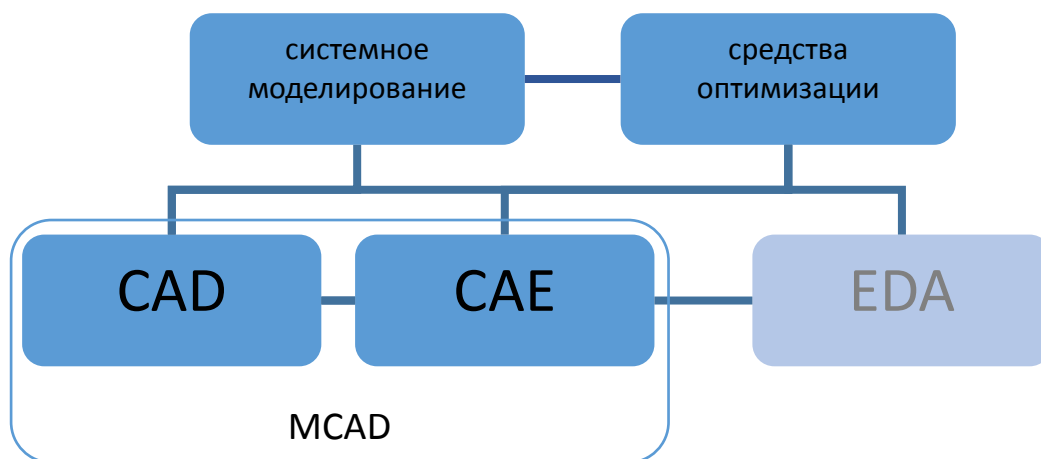 системное
моделирование
средства
оптимизации
CAD
CAE
EDA
MCAD